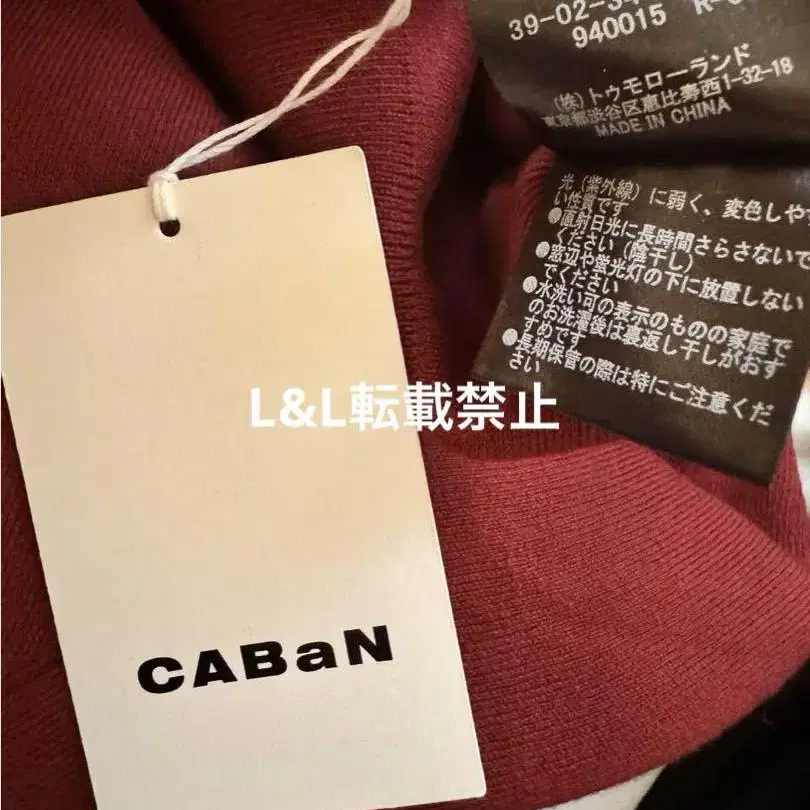 39-02-34
940015 R-
(株)トゥモローランド
東京都渋谷区恵比寿西1-32-18
MADE IN CHINA
光(紫外線)に弱く、変色しやす
い性質です
●直射日光に長時間さらさないで
ください(陰干し)
●窓辺や蛍光灯の下に放置しない
でください
●水洗い可の表示のものの家庭で
のお洗濯後は裏返し干しがおす
すめです
●長期保管の際は特にご注意くだ
さい
L&L転載禁止
CABaN